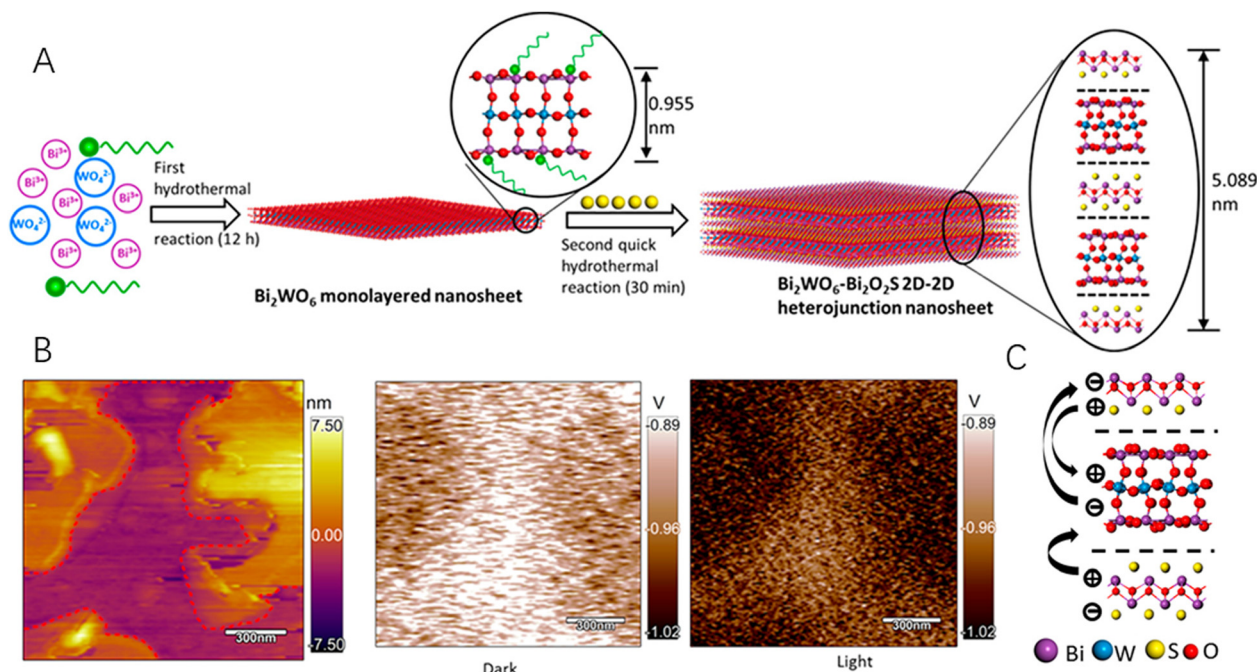 A
Bi³⁺
Bi³⁺
WO₄²⁻
Bi³⁺
Bi³⁺
WO₄²⁻
WO₄²⁻
Bi³⁺
Bi³⁺
First
hydrothermal
reaction (12 h)
0.955
nm
Bi₂WO₆ monolayered nanosheet
Second quick
hydrothermal
reaction (30 min)
Bi₂WO₆-Bi₂O₂S 2D-2D
heterojunction nanosheet
5.089
nm
B
nm
7.50
0.00
-7.50
300nm
V
-0.89
-0.96
-1.02
300nm
Dark
V
-0.89
-0.96
-1.02
300nm
Light
C
Bi W S O